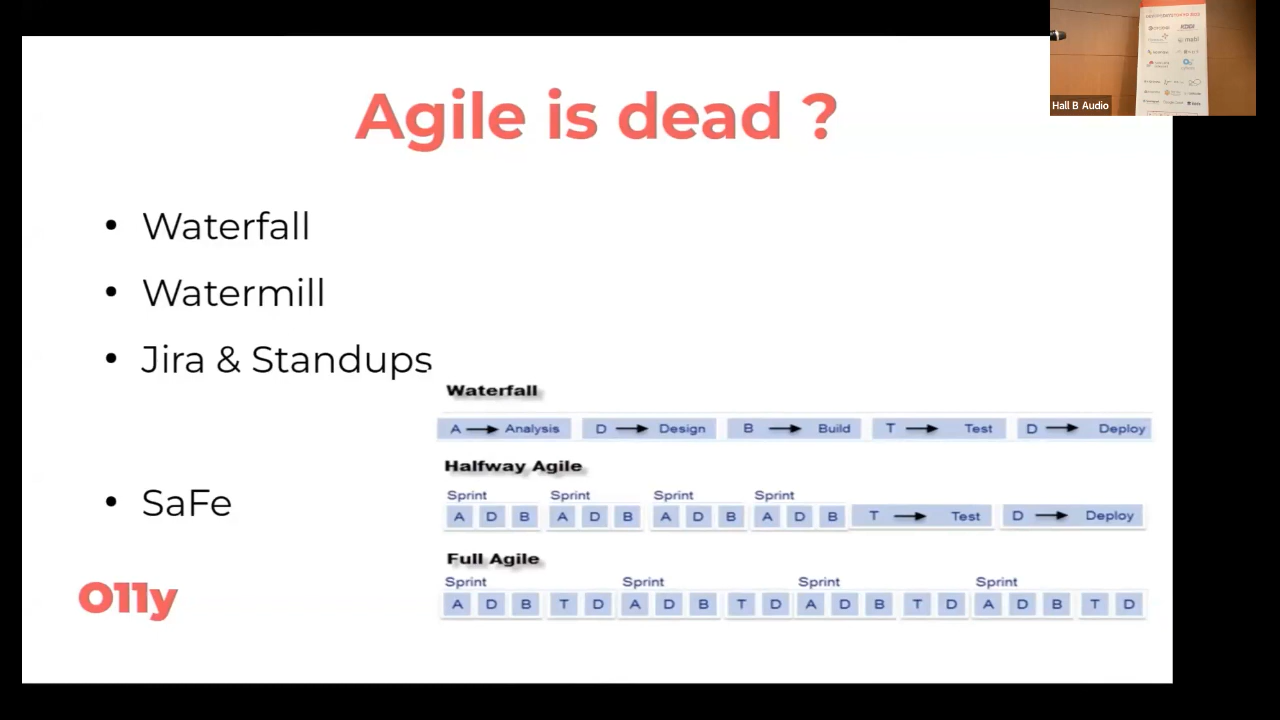 Agile is dead ?
• Waterfall
• Watermill
• Jira & Standups
• SaFe
O11y
Waterfall
A Analysis D Design B Build T Test D Deploy
Halfway Agile
Sprint Sprint Sprint Sprint
A D B A D B A D B A D B T Test D Deploy
Full Agile
Sprint Sprint Sprint Sprint
A D B T D A D B T D A D B T D A D B T D
Hall B Audio